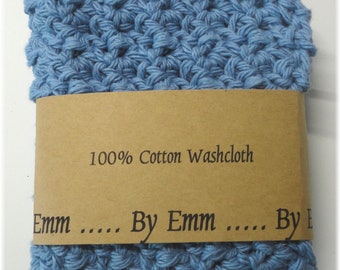 100% Cotton Washcloth
Emm ..... By Emm ..... By E